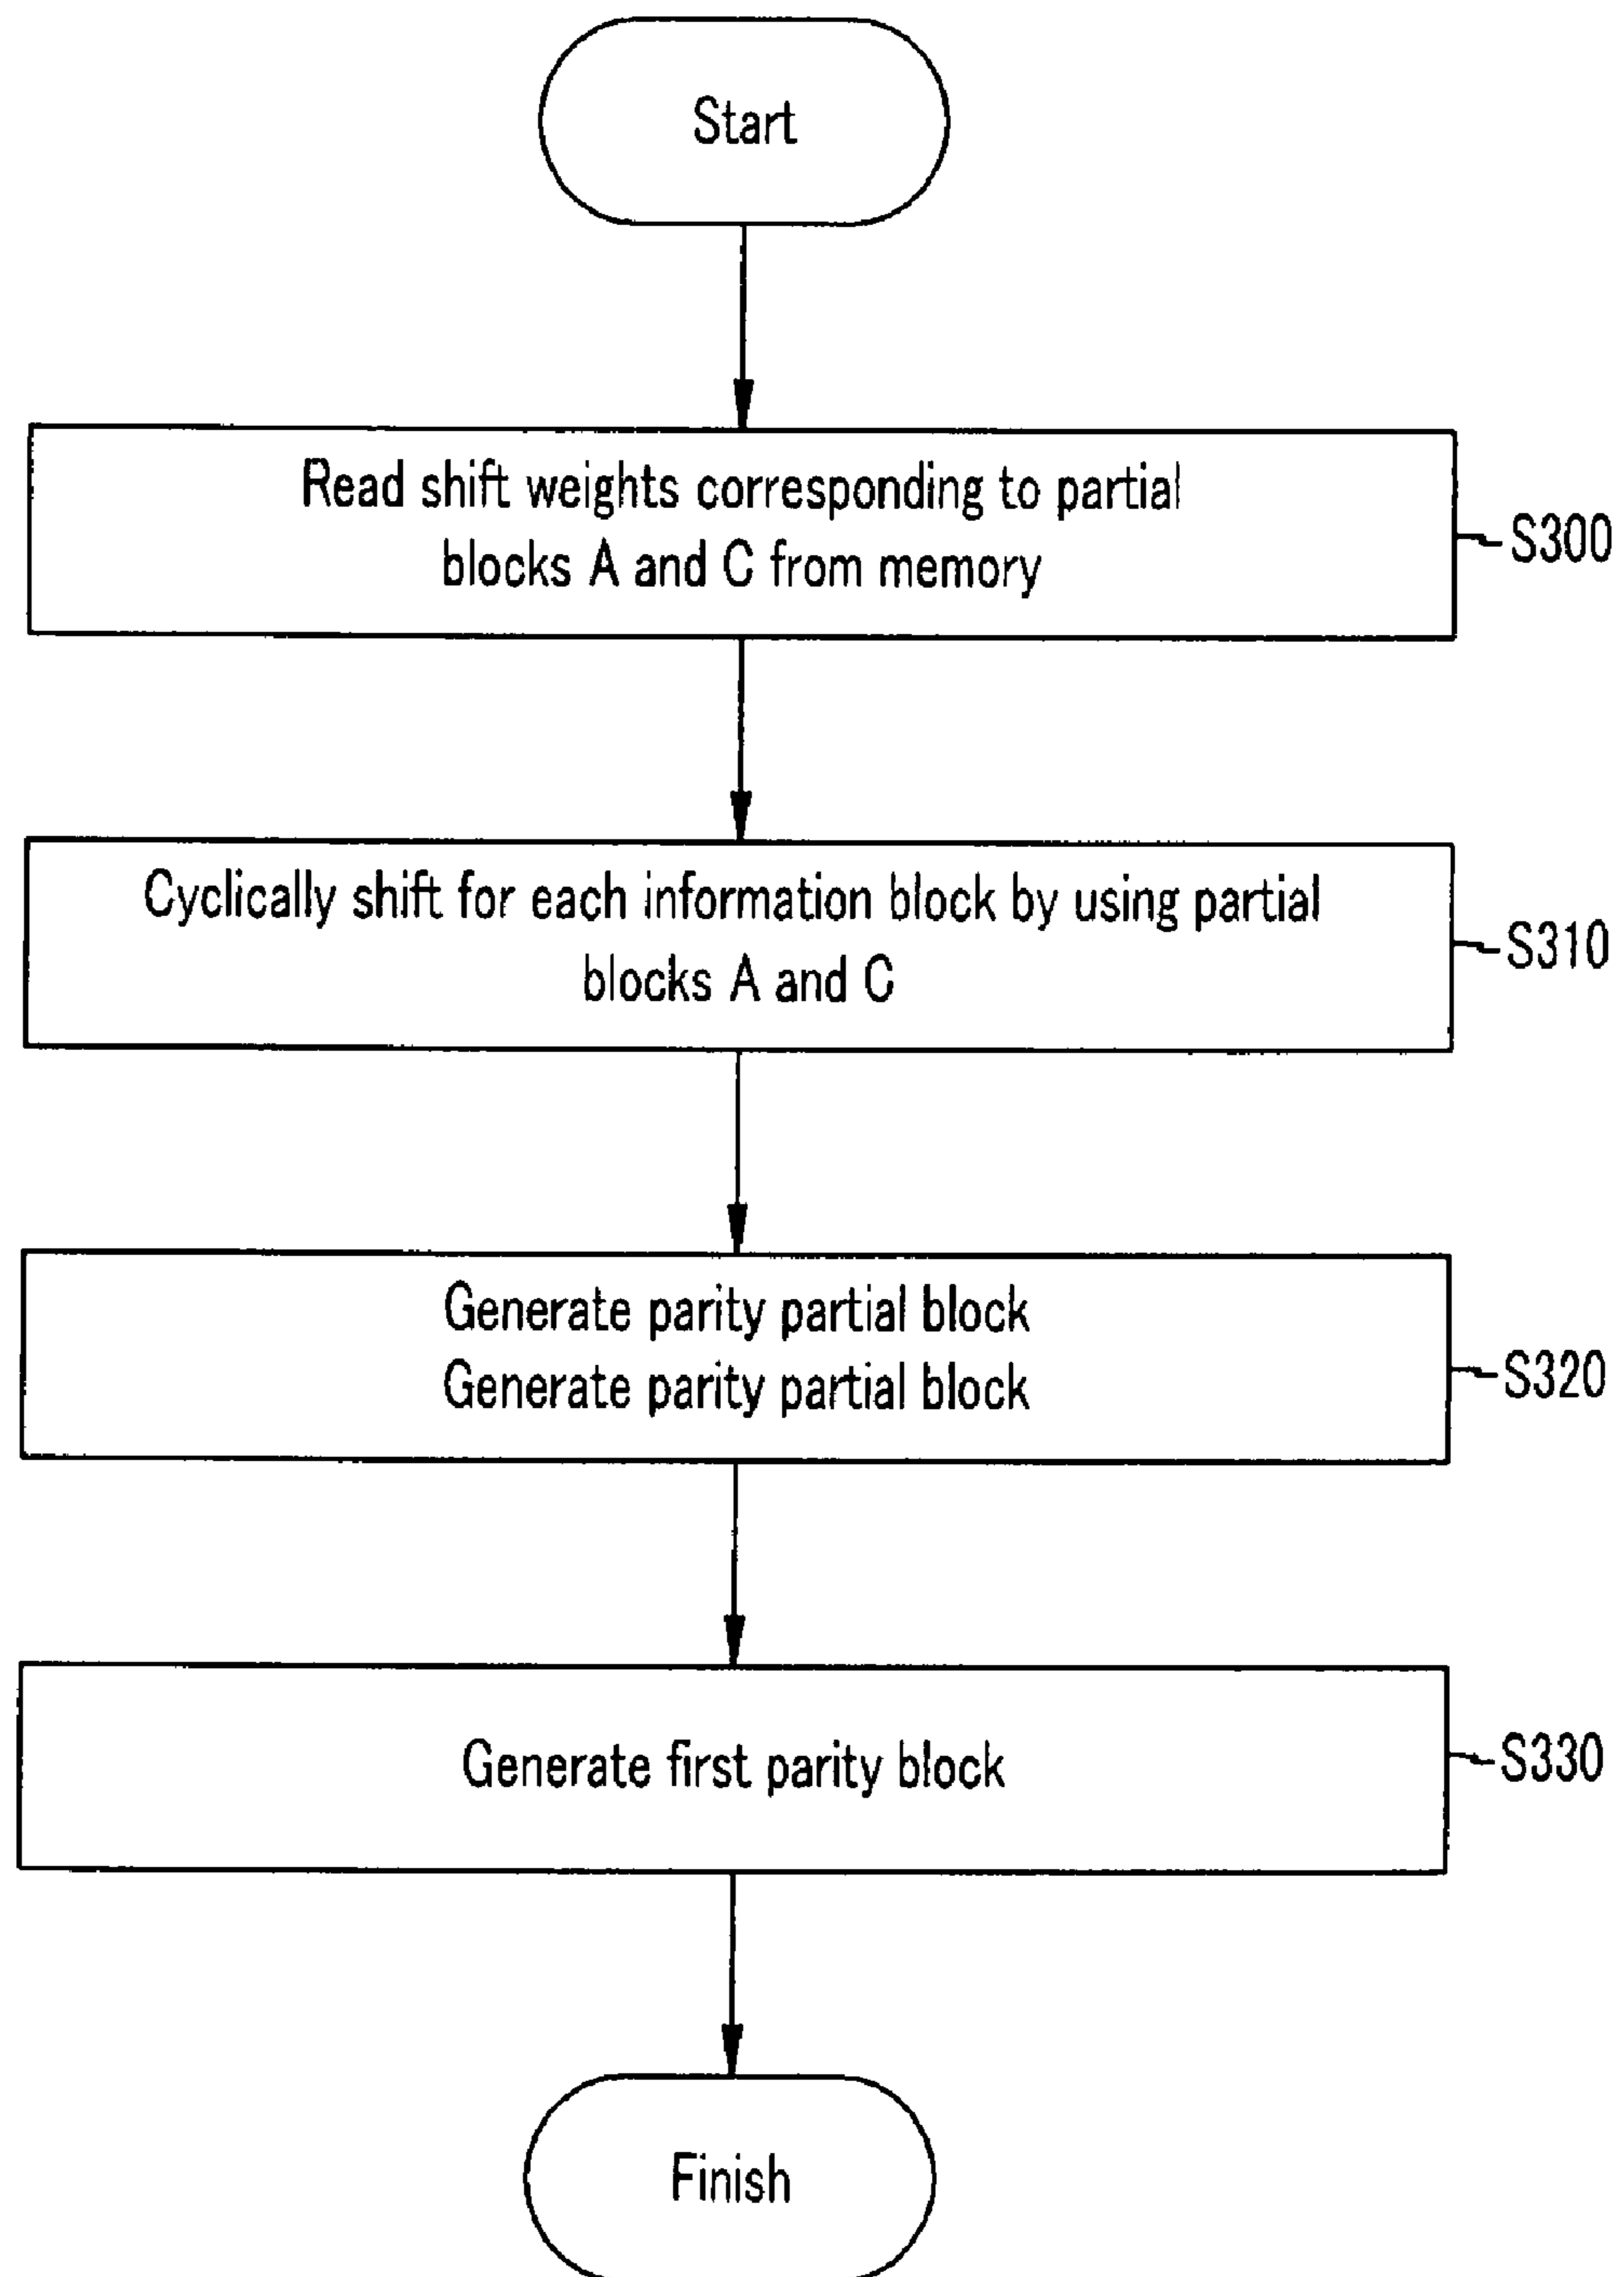 Start
Read shift weights corresponding to partial
blocks A and C from memory
S300
Cyclically shift for each information block by using partial
blocks A and C
S310
Generate parity partial block
Generate parity partial block
S320
Generate first parity block
S330
Finish